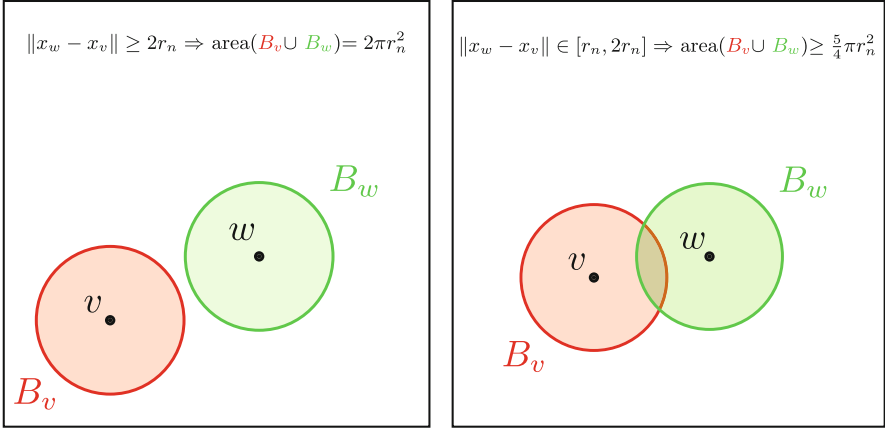 ‖x_w − x_v‖ ≥ 2r_n ⇒ area(B_v∪ B_w)= 2πr_n^2
B_w
w
v
B_v
‖x_w − x_v‖ ∈ [r_n, 2r_n] ⇒ area(B_v∪ B_w)≥ 5/4 πr_n^2
B_w
w
v
B_v